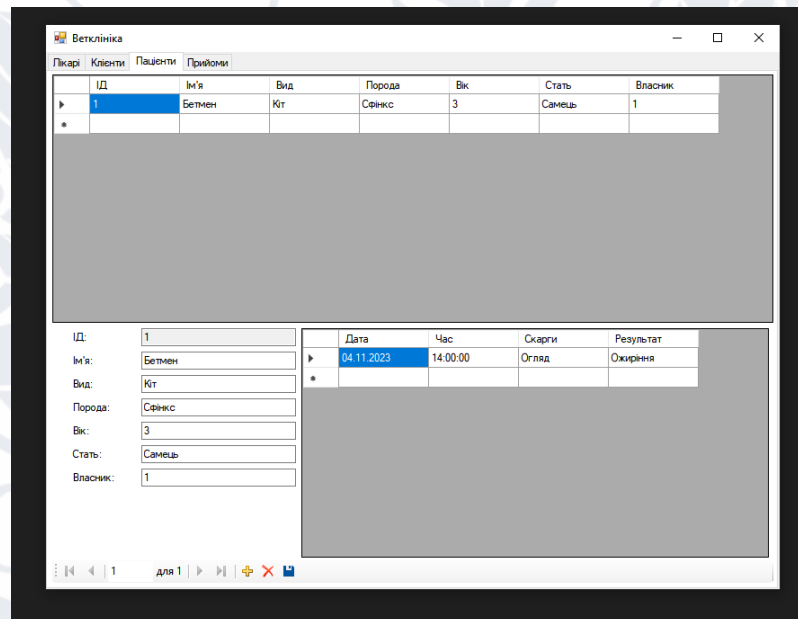 Ветклініка
Лікарі Клієнти Пацієнти Прийоми
ІД Ім'я Вид Порода Вік Стать Власник
1 Бетмен Кіт Сфінкс 3 Самець 1
ІД: 1
Ім'я: Бетмен
Вид: Кіт
Порода: Сфінкс
Вік: 3
Стать: Самець
Власник: 1
Дата Час Скарги Результат
04.11.2023 14:00:00 Огляд Ожиріння
1 для 1